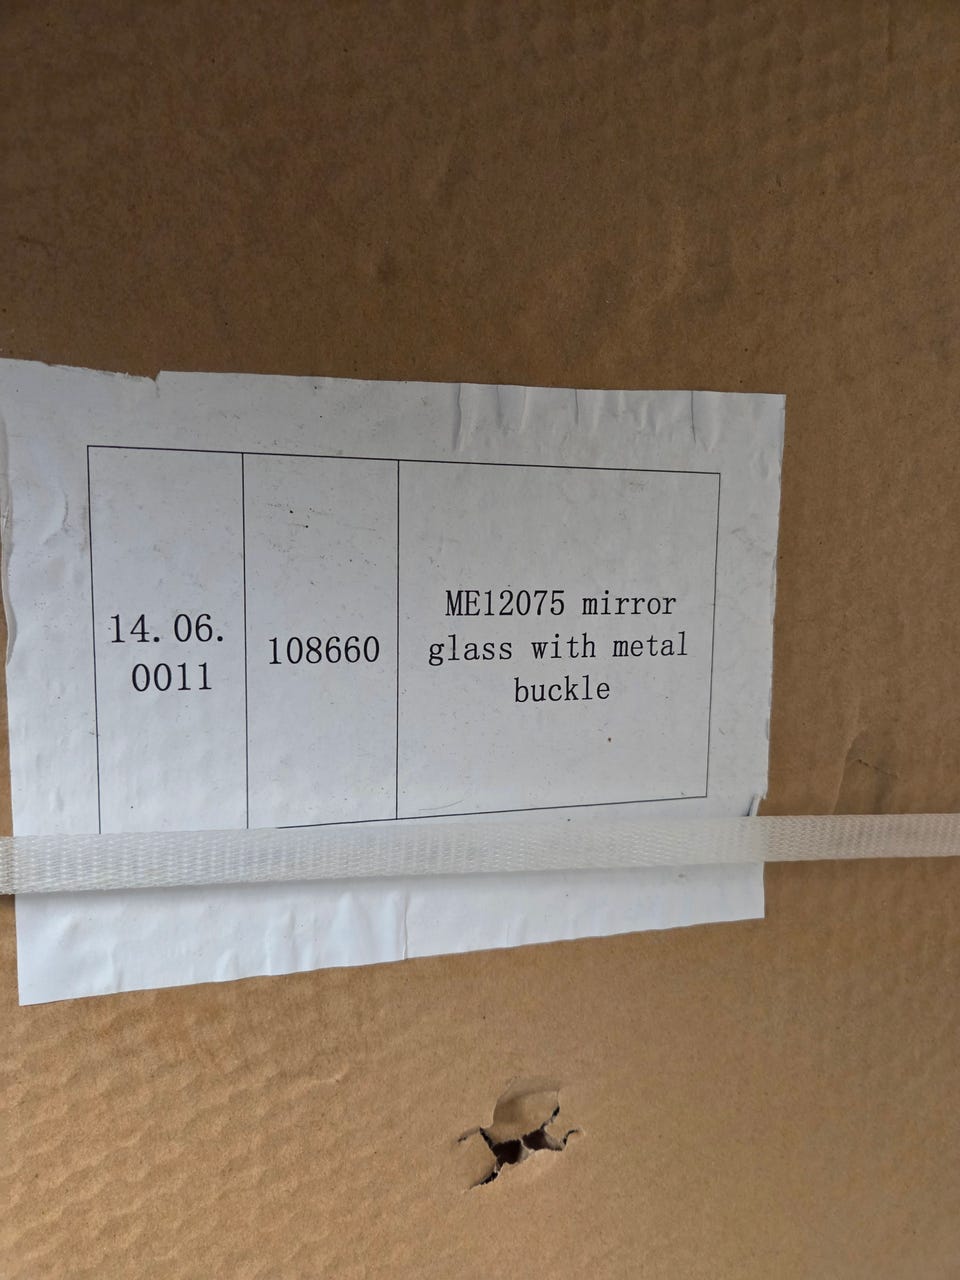 14.06.
0011
108660
ME12075 mirror
glass with metal
buckle